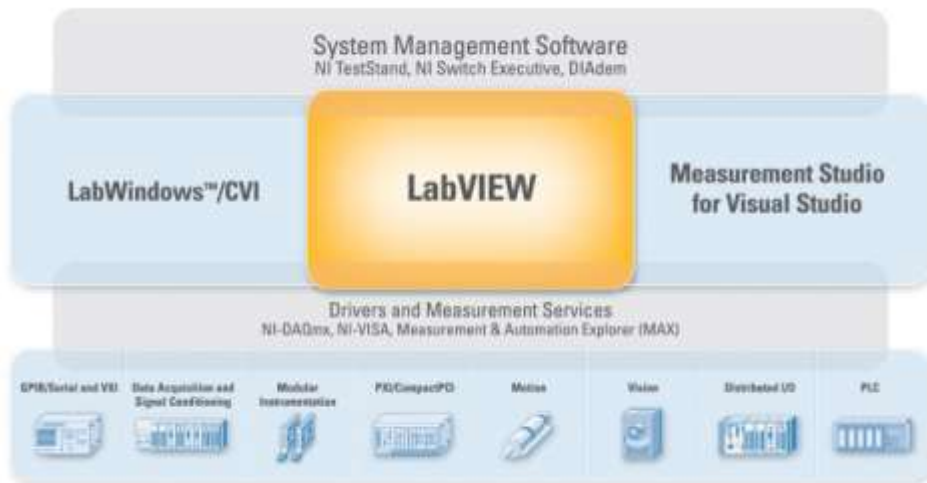 System Management Software
NI TestStand, NI Switch Executive, DIAdem
LabWindows™/CVI
LabVIEW
Measurement Studio
for Visual Studio
Drivers and Measurement Services
NI-DAQmx, NI-VISA, Measurement & Automation Explorer (MAX)
GPIB/Serial and VXI
Data Acquisition and
Signal Conditioning
Modular
Instrumentation
PXI/CompactPCI
Motion
Vision
Distributed I/O
PLC